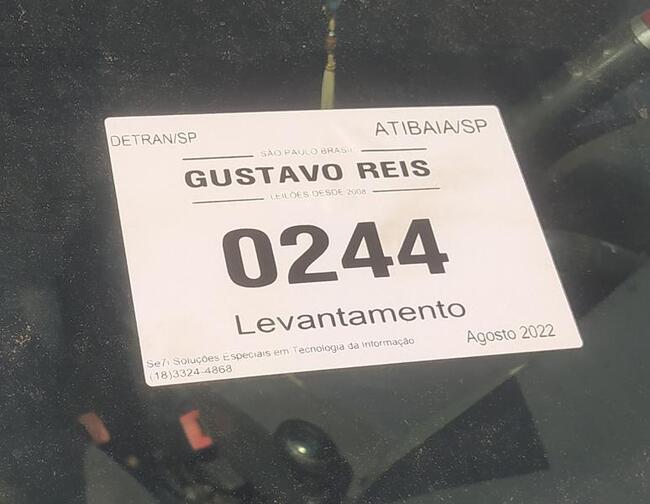 DETRAN/SP
ATIBAIA/SP
SÃO PAULO BRASIL
GUSTAVO REIS
LEILÕES DESDE 2008
0244
Levantamento
Agosto 2022
Soluções Especiais em Tecnologia da Informação
(18)3324-4868